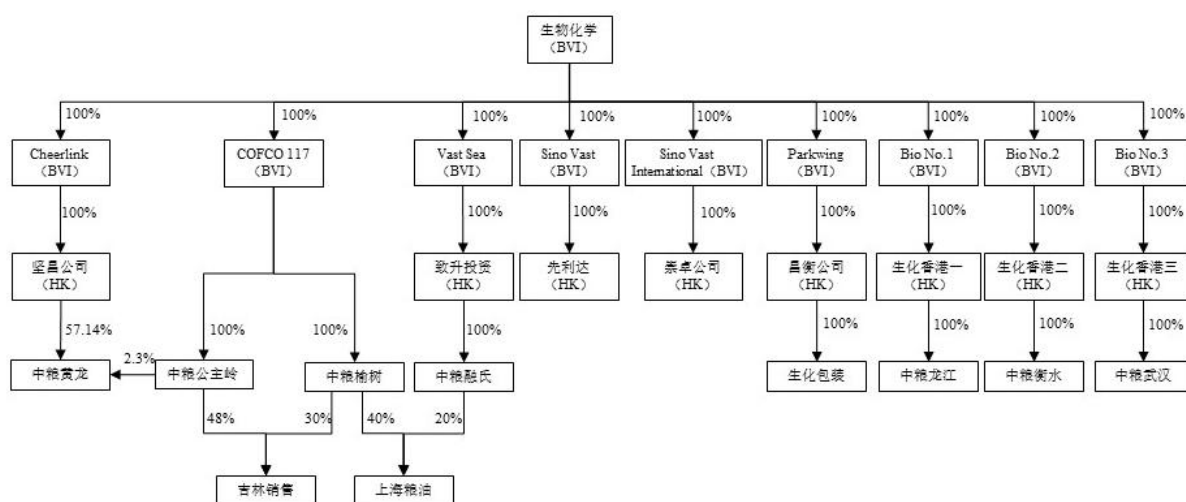 生物化学
（BVI）
100%
100%
100%
100%
100%
100%
100%
100%
100%
Cheerlink
（BVI）
COFCO 117
（BVI）
Vast Sea
（BVI）
Sino Vast
（BVI）
Sino Vast
International（BVI）
Parkwing
（BVI）
Bio No.1
（BVI）
Bio No.2
（BVI）
Bio No.3
（BVI）
100%
100%
100%
100%
100%
100%
100%
100%
坚昌公司
（HK）
致升投资
（HK）
先利达
（HK）
崇卓公司
（HK）
昌衡公司
（HK）
生化香港一
（HK）
生化香港二
（HK）
生化香港三
（HK）
57.14%
100%
100%
100%
100%
100%
100%
100%
中粮黄龙
2.3%
中粮公主岭
中粮榆树
中粮融氏
生化包装
中粮龙江
中粮衡水
中粮武汉
48%
30%
40%
20%
吉林销售
上海粮油